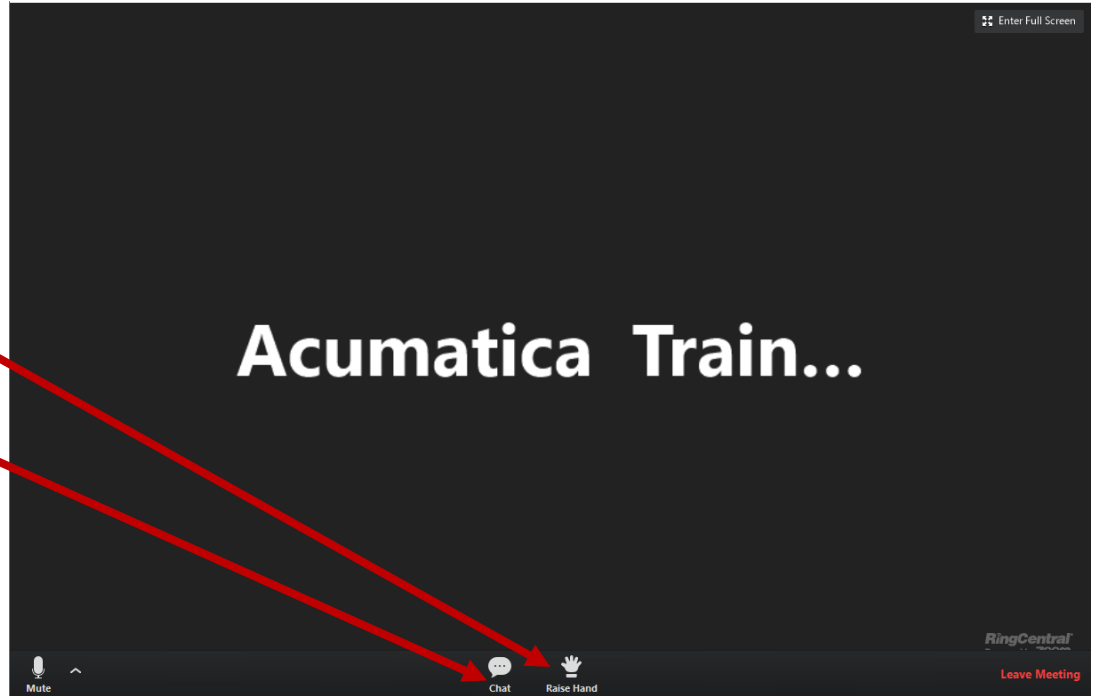 Enter Full Screen
Acumatica Train...
RingCentral
Mute
Chat
Raise Hand
Leave Meeting